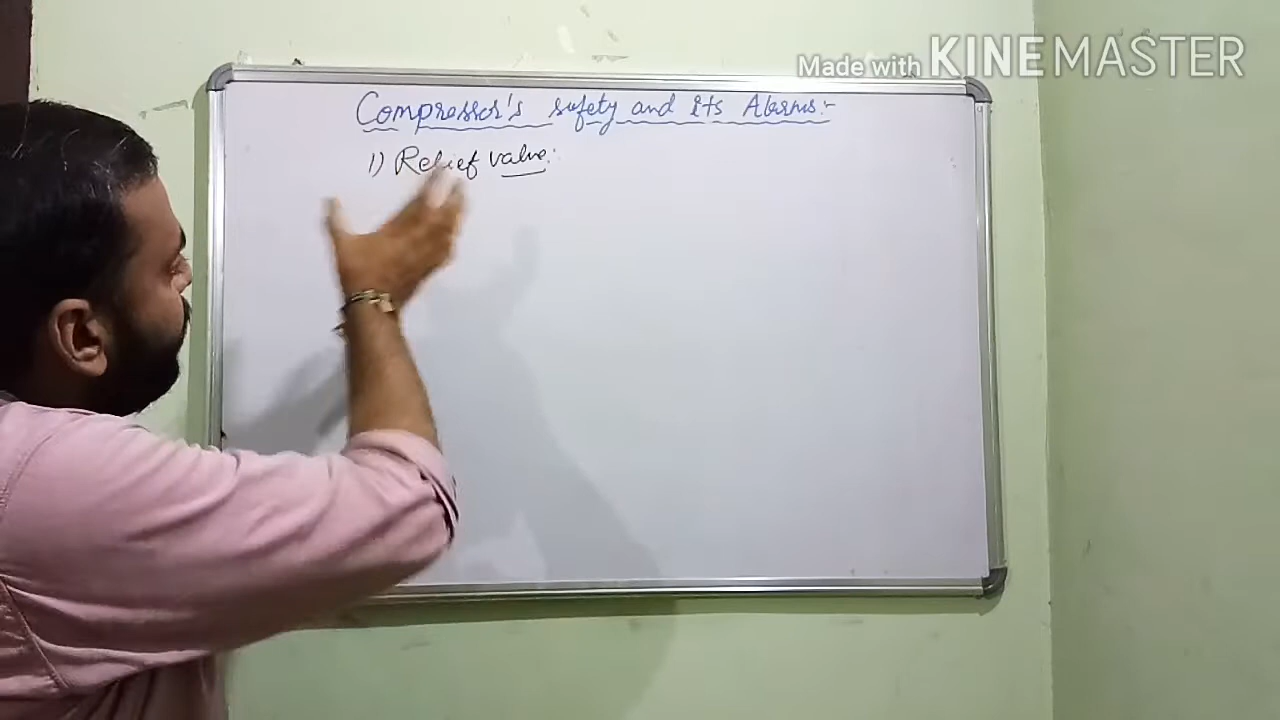 Made with KINEMASTER
Compressor's safety and its Alarms:-
1) Relief valve: